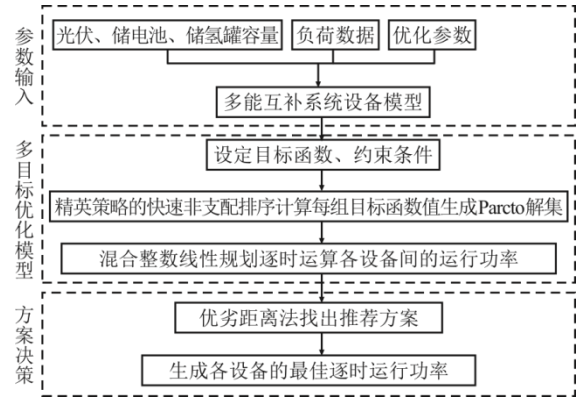 参数输入
光伏、储电池、储氢罐容量
负荷数据
优化参数
多能互补系统设备模型
多目标优化模型
设定目标函数、约束条件
精英策略的快速非支配排序计算每组目标函数值生成Parcto解集
混合整数线性规划逐时运算各设备间的运行功率
方案决策
优劣距离法找出推荐方案
生成各设备的最佳逐时运行功率